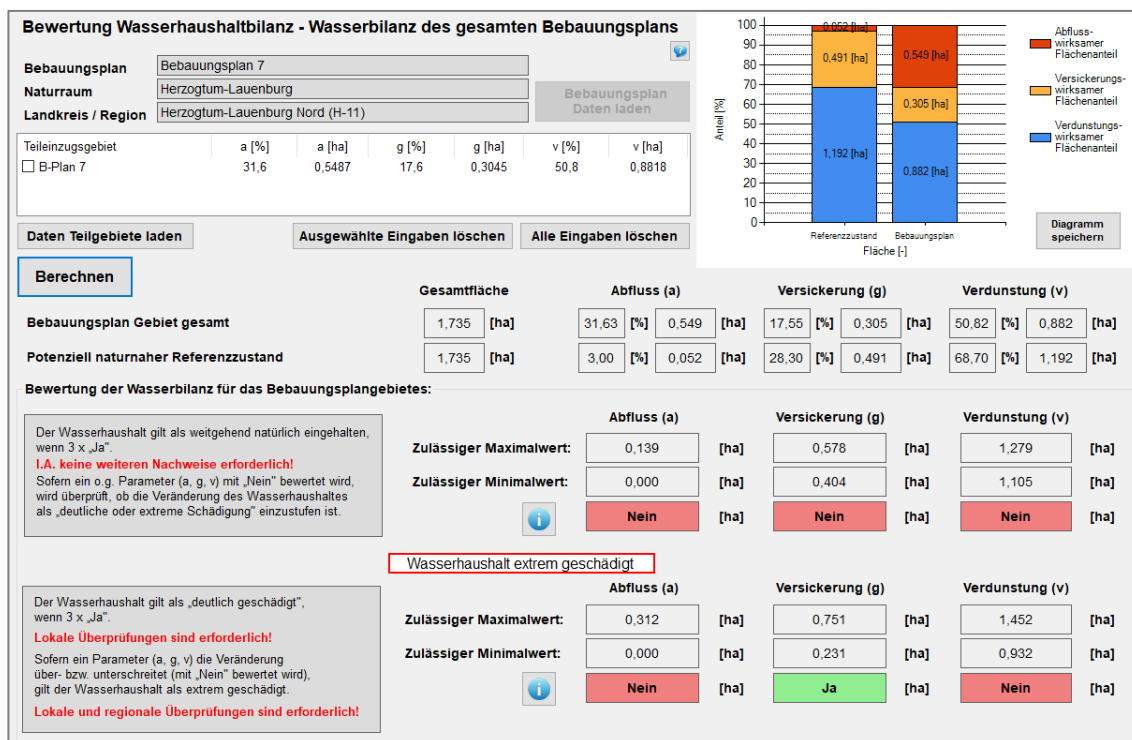 Bewertung Wasserhaushaltbilanz - Wasserbilanz des gesamten Bebauungsplans
Bebauungsplan Bebauungsplan 7
Naturraum Herzogtum-Lauenburg
Landkreis / Region Herzogtum-Lauenburg Nord (H-11)
Bebauungsplan
Daten laden
Teileinzugsgebiet a [%] a [ha] g [%] g [ha] v [%] v [ha]
B-Plan 7 31,6 0,5487 17,6 0,3045 50,8 0,8818
Daten Teilgebiete laden
Ausgewählte Eingaben löschen
Alle Eingaben löschen
Anteil [%]
100
90
80
70
60
50
40
30
20
10
0
0.052 [ha]
0,491 [ha]
1,192 [ha]
0,549 [ha]
0,305 [ha]
0,882 [ha]
Referenzzustand Bebauungsplan
Fläche [-]
Abfluss-
wirksamer
Flächenanteil
Versickerungs-
wirksamer
Flächenanteil
Verdunstungs-
wirksamer
Flächenanteil
Diagramm
speichern
Berechnen
Gesamtfläche Abfluss (a) Versickerung (g) Verdunstung (v)
Bebauungsplan Gebiet gesamt 1,735 [ha] 31,63 [%] 0,549 [ha] 17,55 [%] 0,305 [ha] 50,82 [%] 0,882 [ha]
Potenziell naturnaher Referenzzustand 1,735 [ha] 3,00 [%] 0,052 [ha] 28,30 [%] 0,491 [ha] 68,70 [%] 1,192 [ha]
Bewertung der Wasserbilanz für das Bebauungsplangebietes:
Der Wasserhaushalt gilt als weitgehend natürlich eingehalten,
wenn 3 x „Ja".
I.A. keine weiteren Nachweise erforderlich!
Sofern ein o.g. Parameter (a, g, v) mit „Nein" bewertet wird,
wird überprüft, ob die Veränderung des Wasserhaushaltes
als „deutliche oder extreme Schädigung" einzustufen ist.
Abfluss (a) Versickerung (g) Verdunstung (v)
Zulässiger Maximalwert: 0,139 [ha] 0,578 [ha] 1,279 [ha]
Zulässiger Minimalwert: 0,000 [ha] 0,404 [ha] 1,105 [ha]
Nein [ha] Nein [ha] Nein [ha]
Wasserhaushalt extrem geschädigt
Der Wasserhaushalt gilt als „deutlich geschädigt",
wenn 3 x „Ja".
Lokale Überprüfungen sind erforderlich!
Sofern ein Parameter (a, g, v) die Veränderung
über- bzw. unterschreitet (mit „Nein" bewertet wird),
gilt der Wasserhaushalt als extrem geschädigt.
Lokale und regionale Überprüfungen sind erforderlich!
Abfluss (a) Versickerung (g) Verdunstung (v)
Zulässiger Maximalwert: 0,312 [ha] 0,751 [ha] 1,452 [ha]
Zulässiger Minimalwert: 0,000 [ha] 0,231 [ha] 0,932 [ha]
Nein [ha] Ja [ha] Nein [ha]